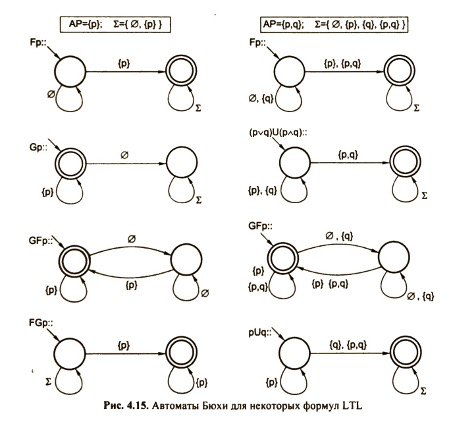 AP={p}; Σ={ ∅, {p} }
AP={p,q}; Σ={ ∅, {p}, {q}, {p,q} }
Fp::
{p}
∅
Σ
Fp::
{p}, {p,q}
∅, {q}
Σ
Gp::
∅
{p}
Σ
(p∨q)U(p∧q)::
{p,q}
{p}, {q}
Σ
GFp::
∅
{p}
{p}
∅
GFp::
∅, {q}
{p}
{p,q}
{p} {p,q}
∅, {q}
FGp::
{p}
Σ
{p}
pUq::
{q}, {p,q}
{p}
Σ
Рис. 4.15. Автоматы Бюхи для некоторых формул LTL